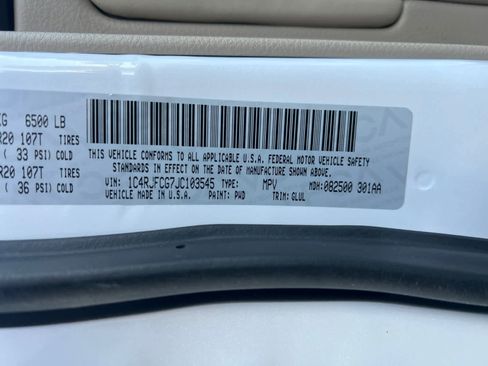 KG 6500 LB
R20 107T TIRES
( 33 PSI) COLD
R20 107T TIRES
( 36 PSI) COLD
THIS VEHICLE CONFORMS TO ALL APPLICABLE U.S.A. FEDERAL MOTOR VEHICLE SAFETY
STANDARDS IN EFFECT ON THE DATE OF MANUFACTURE SHOWN ABOVE.
VIN: 1C4RJFCG7JC103545 TYPE: MPV MDH:082500 301AA
VEHICLE MADE IN U.S.A. PAINT: PWD TRIM: GLUL